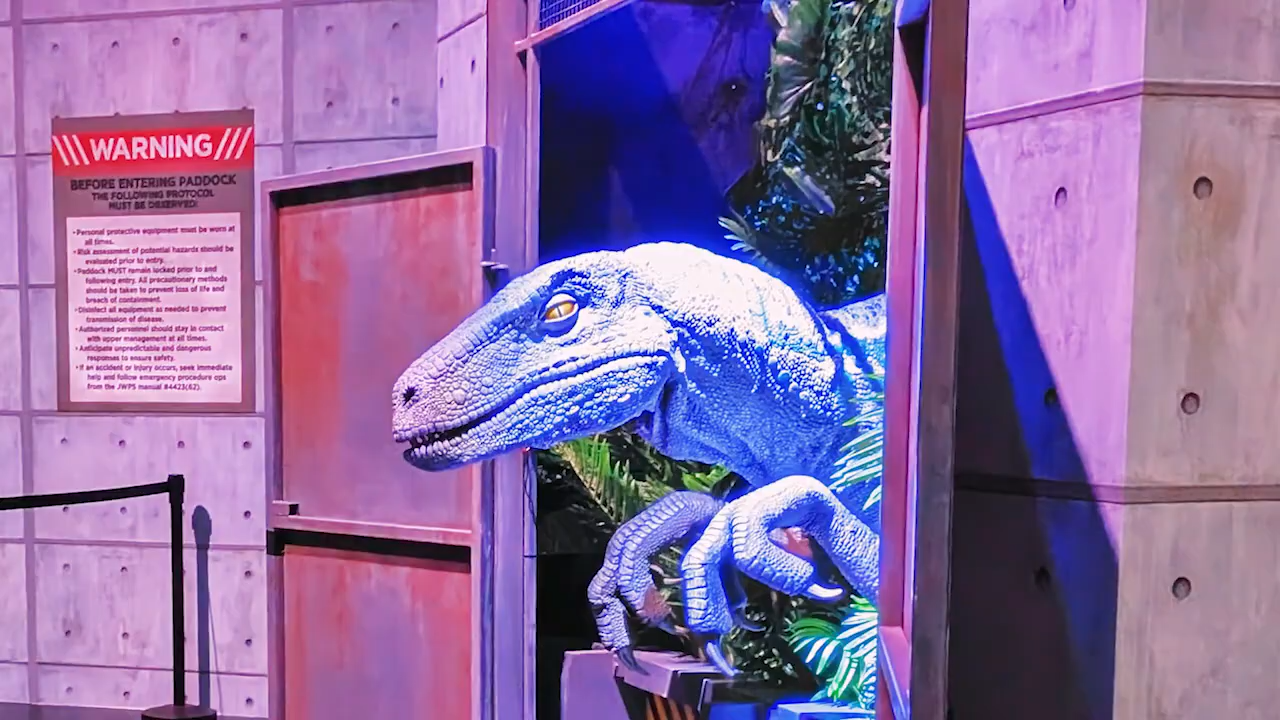 WARNING
BEFORE ENTERING PADDOCK
THE FOLLOWING PROTOCOL
MUST BE OBSERVED:
• Personal protective equipment must be worn at
all times.
• Risk assessment of potential hazards should be
evaluated prior to entry.
• Paddock MUST remain locked prior to and
following entry. All precautionary methods
should be taken to prevent loss of life and
breach of containment.
• Disinfect all equipment as needed to prevent
transmission of disease.
• Authorized personnel should stay in contact
with upper management at all times.
• Anticipate unpredictable and dangerous
responses to ensure safety.
• If an accident or injury occurs, seek immediate
help and follow emergency procedure ops
from the JWPS manual #4423(62).